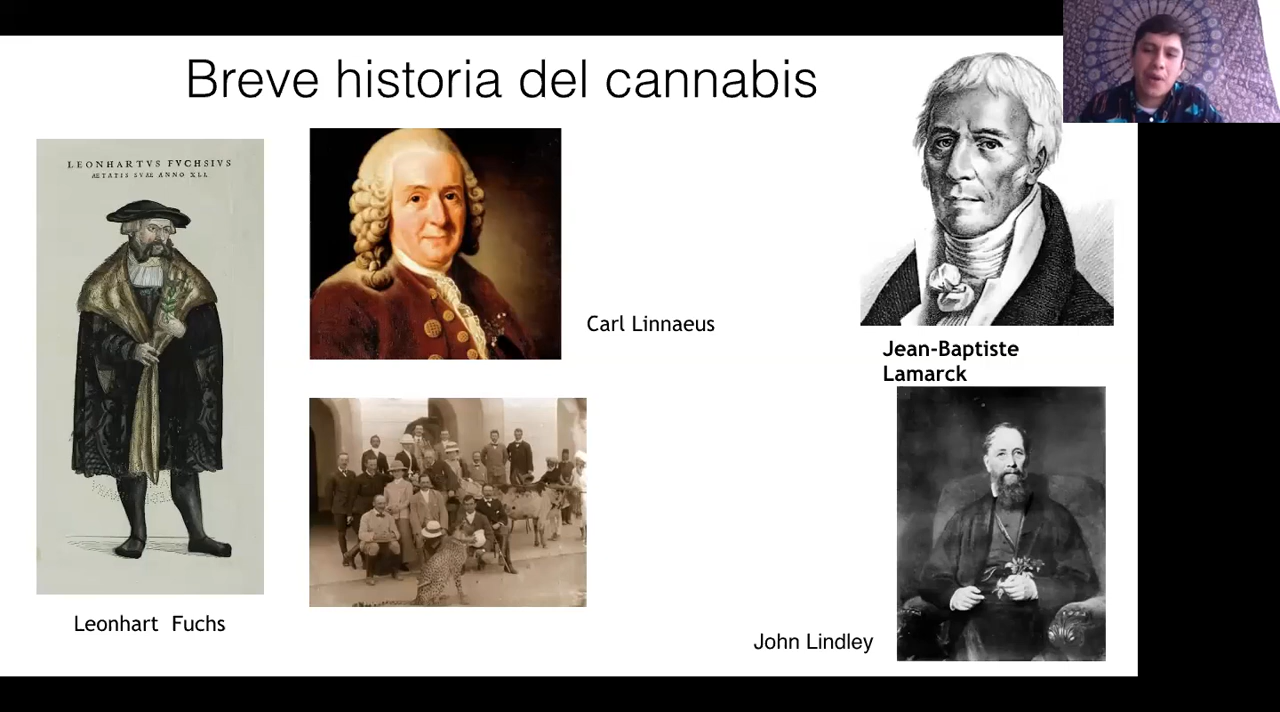 Breve historia del cannabis
LEONHARTVS FVCHSIVS
AETATIS SVAE ANNO XLI.
Carl Linnaeus
Jean-Baptiste
Lamarck
Leonhart Fuchs
John Lindley